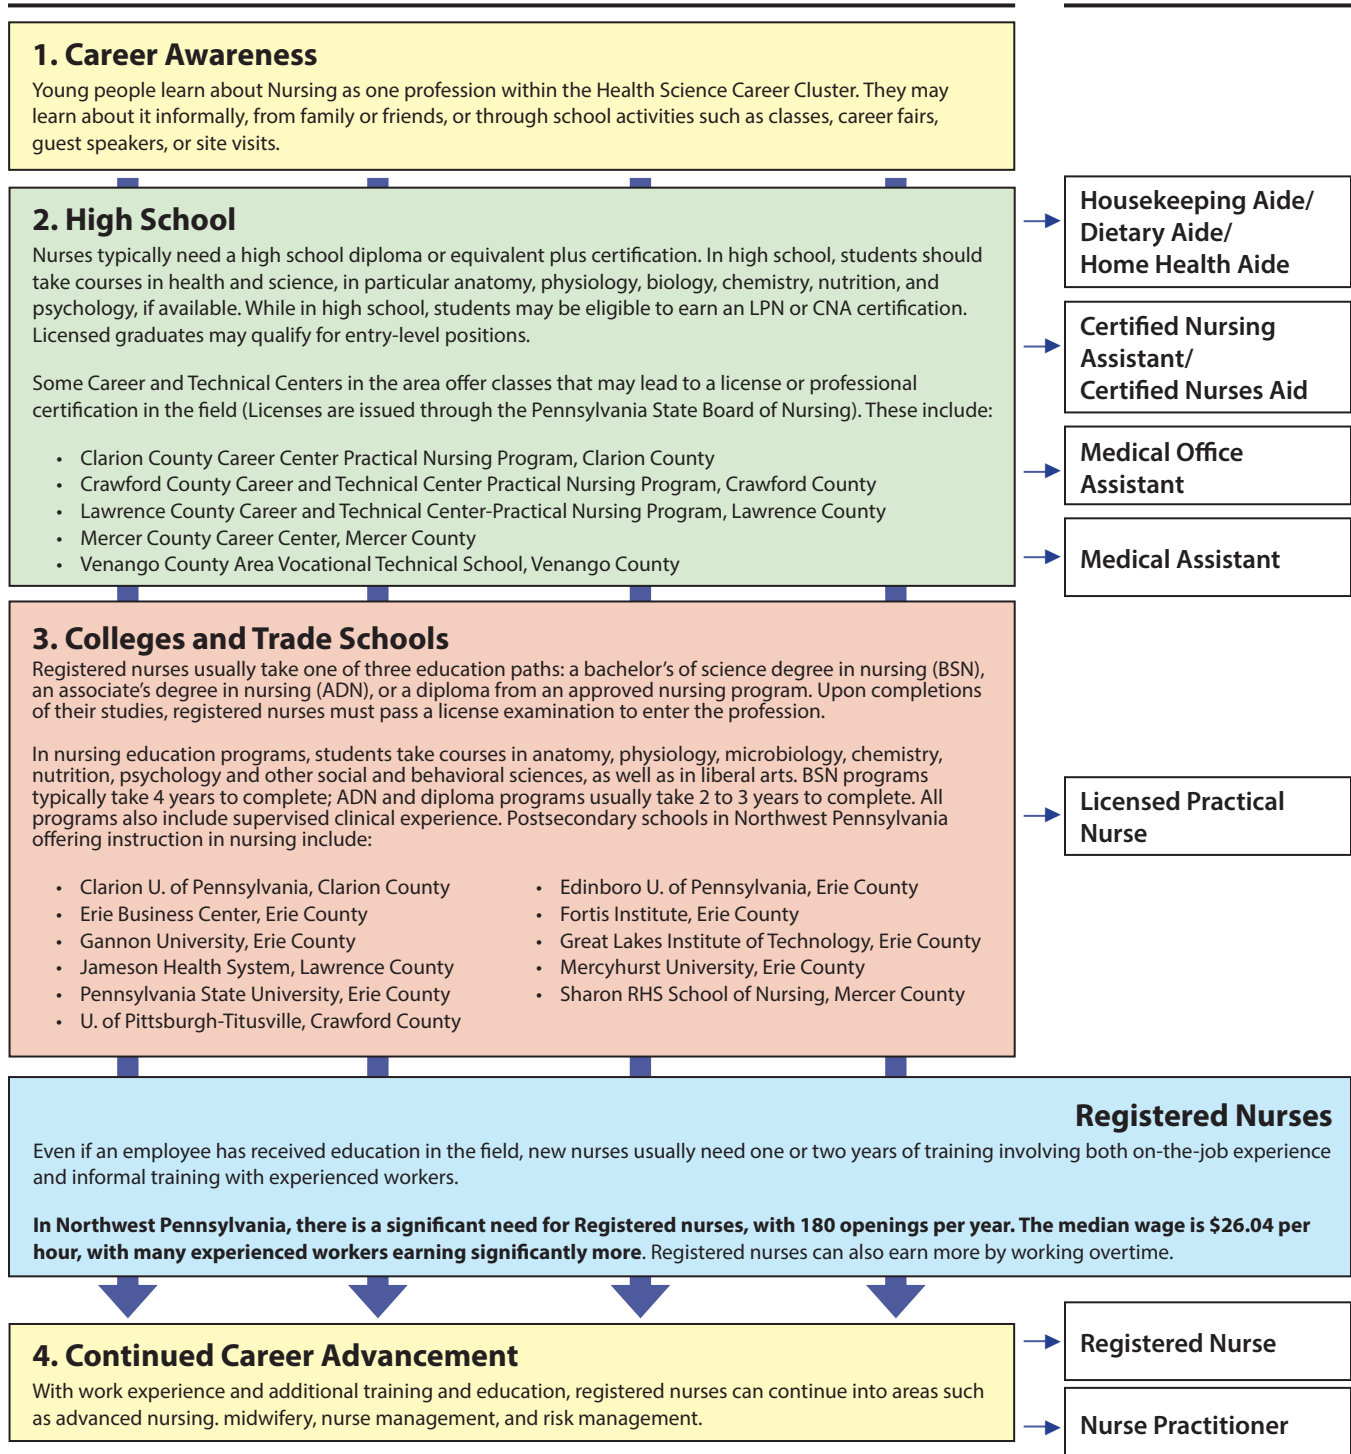 1. Career Awareness
Young people learn about Nursing as one profession within the Health Science Career Cluster. They may
learn about it informally, from family or friends, or through school activities such as classes, career fairs,
guest speakers, or site visits.
2. High School
Nurses typically need a high school diploma or equivalent plus certification. In high school, students should
take courses in health and science, in particular anatomy, physiology, biology, chemistry, nutrition, and
psychology, if available. While in high school, students may be eligible to earn an LPN or CNA certification.
Licensed graduates may qualify for entry-level positions.
Some Career and Technical Centers in the area offer classes that may lead to a license or professional
certification in the field (Licenses are issued through the Pennsylvania State Board of Nursing). These include:
• Clarion County Career Center Practical Nursing Program, Clarion County
• Crawford County Career and Technical Center Practical Nursing Program, Crawford County
• Lawrence County Career and Technical Center-Practical Nursing Program, Lawrence County
• Mercer County Career Center, Mercer County
• Venango County Area Vocational Technical School, Venango County
Housekeeping Aide/
Dietary Aide/
Home Health Aide
Certified Nursing
Assistant/
Certified Nurses Aid
Medical Office
Assistant
Medical Assistant
3. Colleges and Trade Schools
Registered nurses usually take one of three education paths: a bachelor's of science degree in nursing (BSN),
an associate's degree in nursing (ADN), or a diploma from an approved nursing program. Upon completions
of their studies, registered nurses must pass a license examination to enter the profession.
In nursing education programs, students take courses in anatomy, physiology, microbiology, chemistry,
nutrition, psychology and other social and behavioral sciences, as well as in liberal arts. BSN programs
typically take 4 years to complete; ADN and diploma programs usually take 2 to 3 years to complete. All
programs also include supervised clinical experience. Postsecondary schools in Northwest Pennsylvania
offering instruction in nursing include:
• Clarion U. of Pennsylvania, Clarion County
• Erie Business Center, Erie County
• Gannon University, Erie County
• Jameson Health System, Lawrence County
• Pennsylvania State University, Erie County
• U. of Pittsburgh-Titusville, Crawford County
• Edinboro U. of Pennsylvania, Erie County
• Fortis Institute, Erie County
• Great Lakes Institute of Technology, Erie County
• Mercyhurst University, Erie County
• Sharon RHS School of Nursing, Mercer County
Licensed Practical
Nurse
Registered Nurses
Even if an employee has received education in the field, new nurses usually need one or two years of training involving both on-the-job experience
and informal training with experienced workers.
In Northwest Pennsylvania, there is a significant need for Registered nurses, with 180 openings per year. The median wage is $26.04 per
hour, with many experienced workers earning significantly more. Registered nurses can also earn more by working overtime.
4. Continued Career Advancement
With work experience and additional training and education, registered nurses can continue into areas such
as advanced nursing. midwifery, nurse management, and risk management.
Registered Nurse
Nurse Practitioner